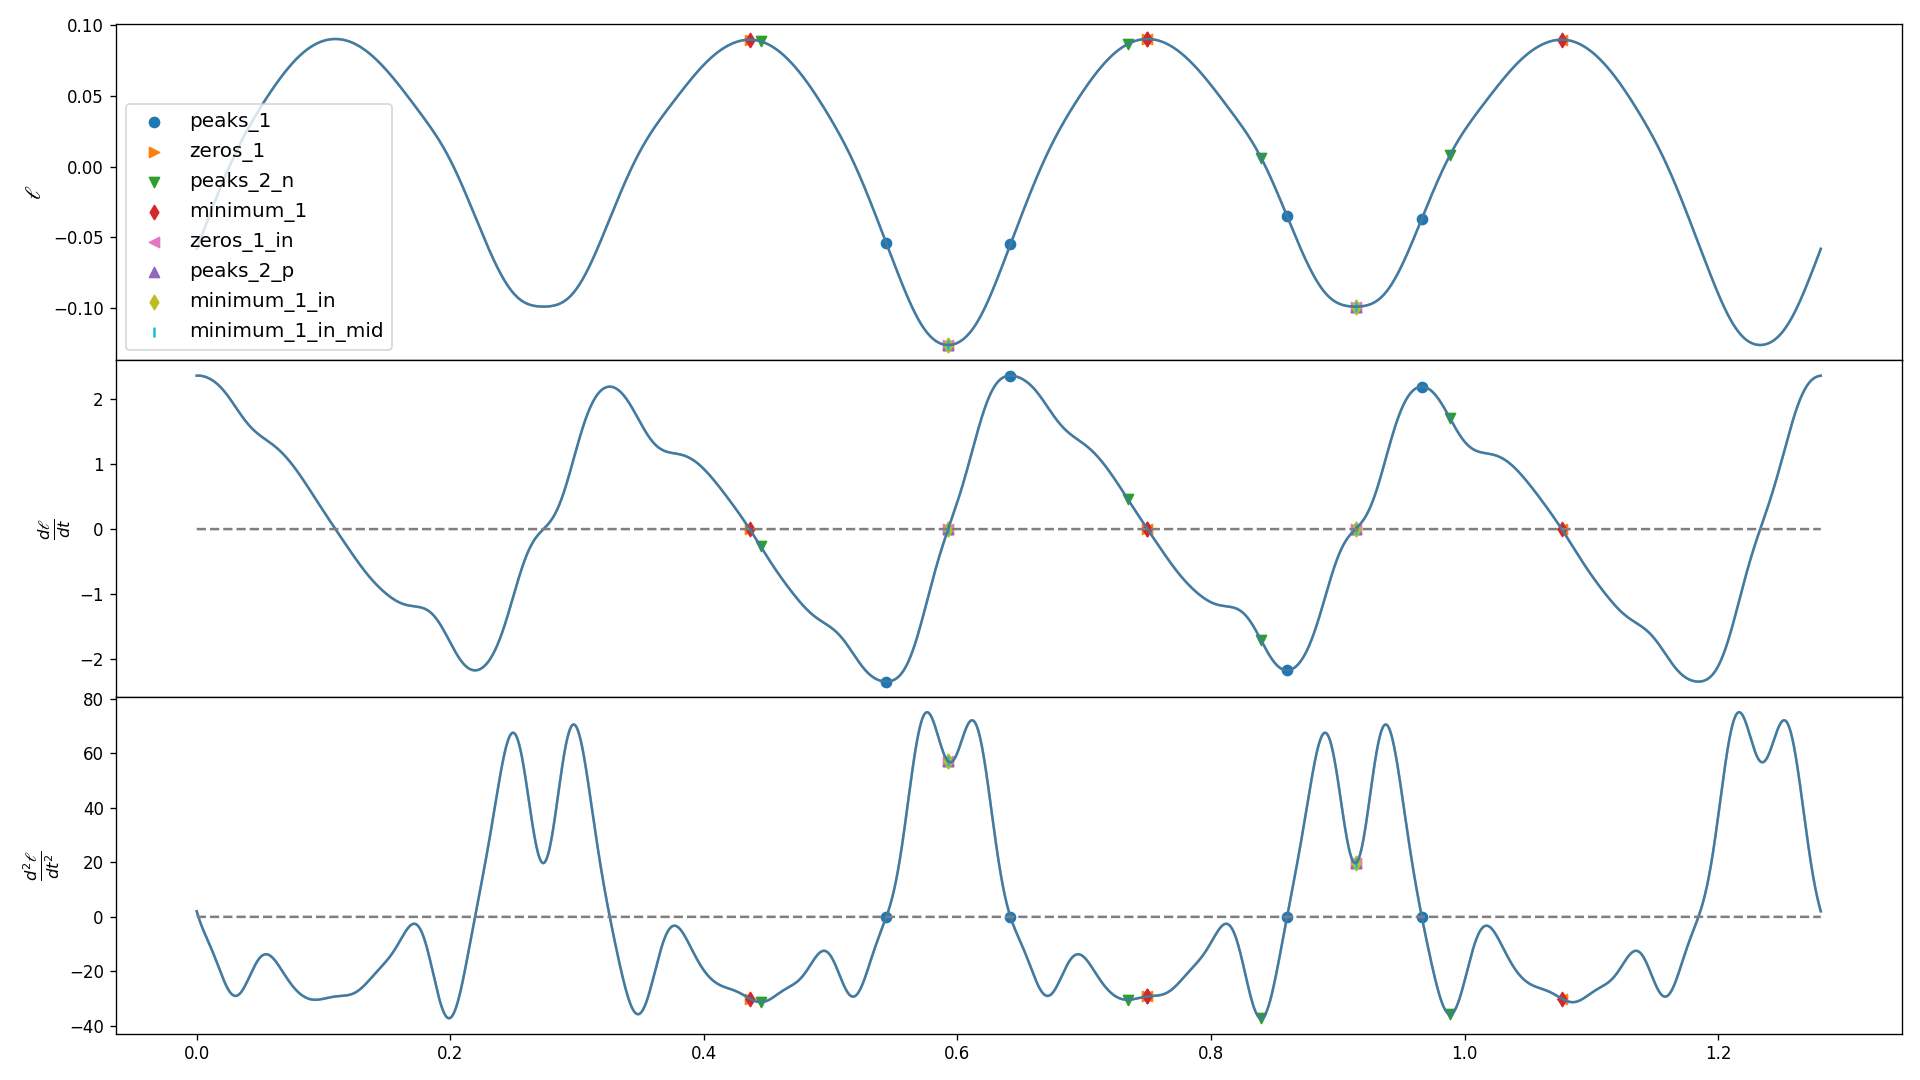 0.10
0.05
0.00
−0.05
−0.10
ℓ
peaks_1
zeros_1
peaks_2_n
minimum_1
zeros_1_in
peaks_2_p
minimum_1_in
minimum_1_in_mid
2
1
0
−1
−2
dℓ
dt
80
60
40
20
0
−20
−40
d²ℓ
dt²
0.0 0.2 0.4 0.6 0.8 1.0 1.2